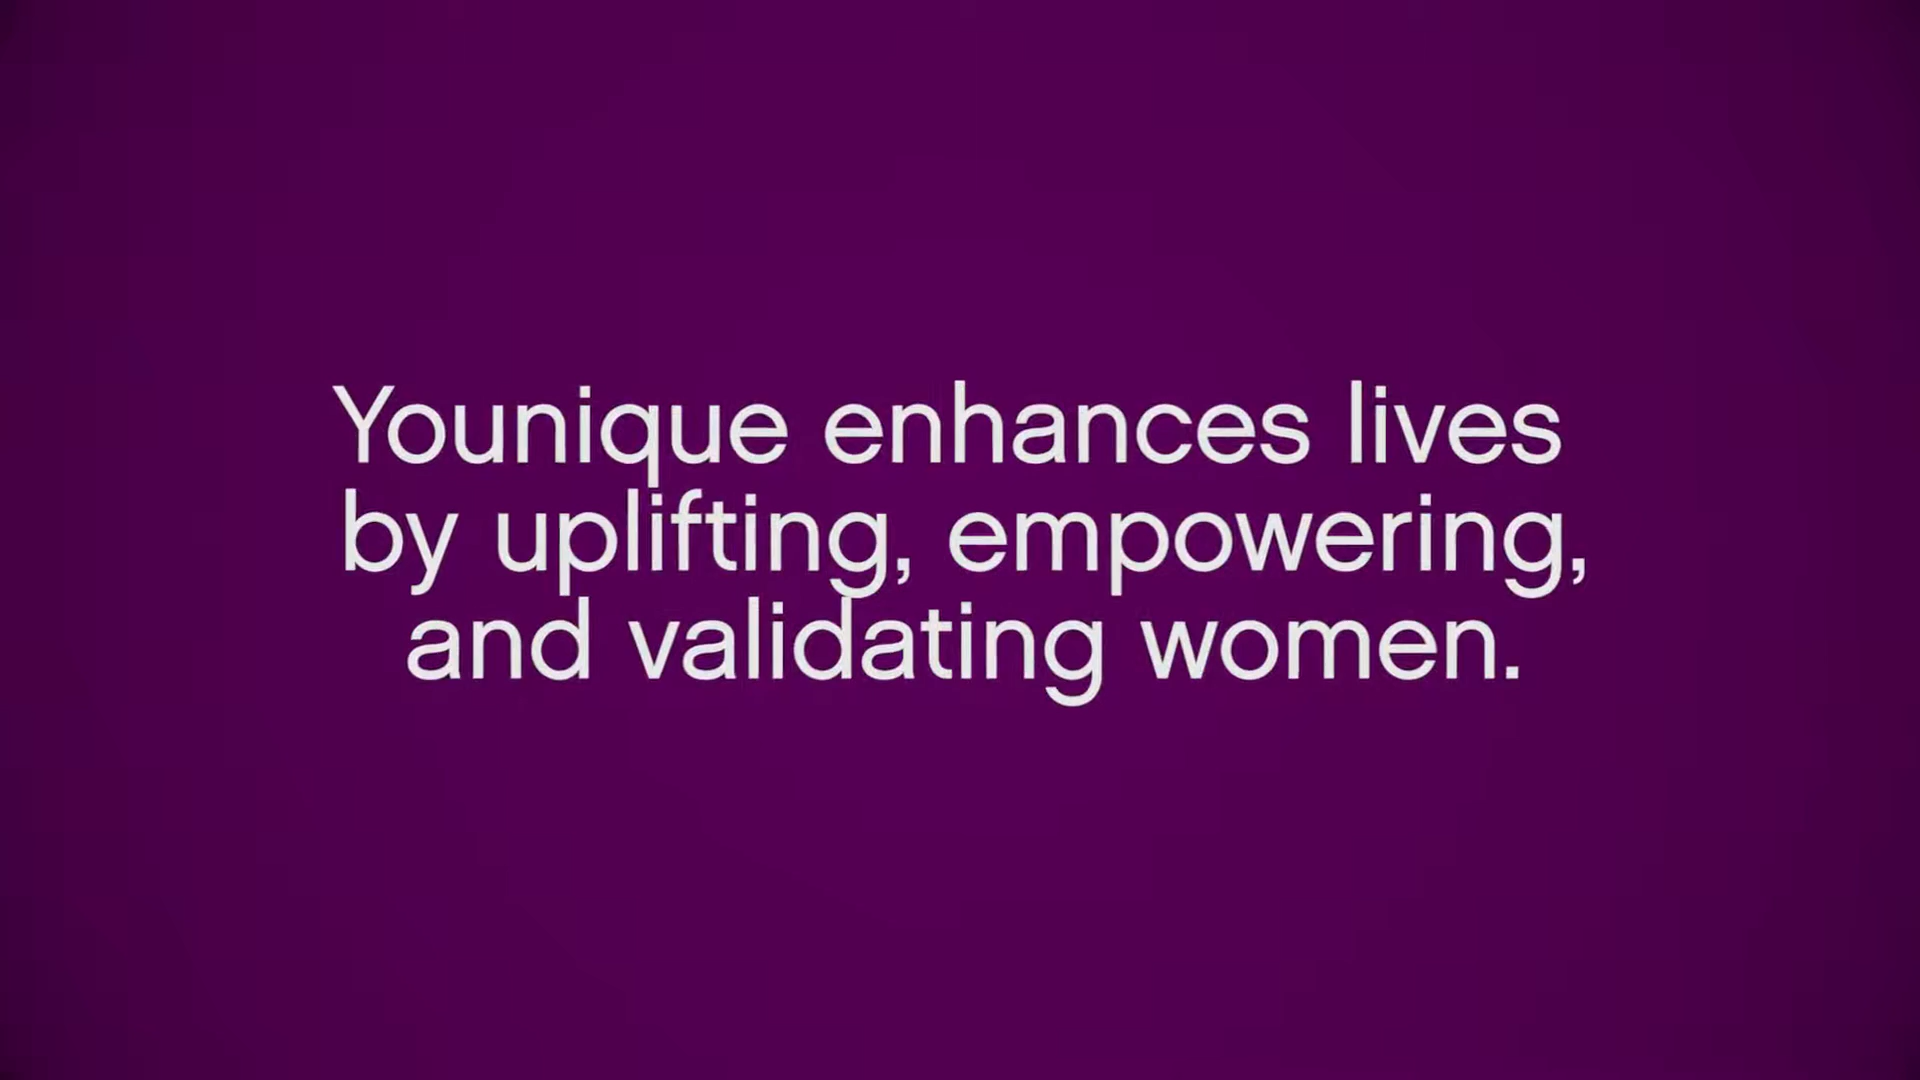 Younique enhances lives
by uplifting, empowering,
and validating women.